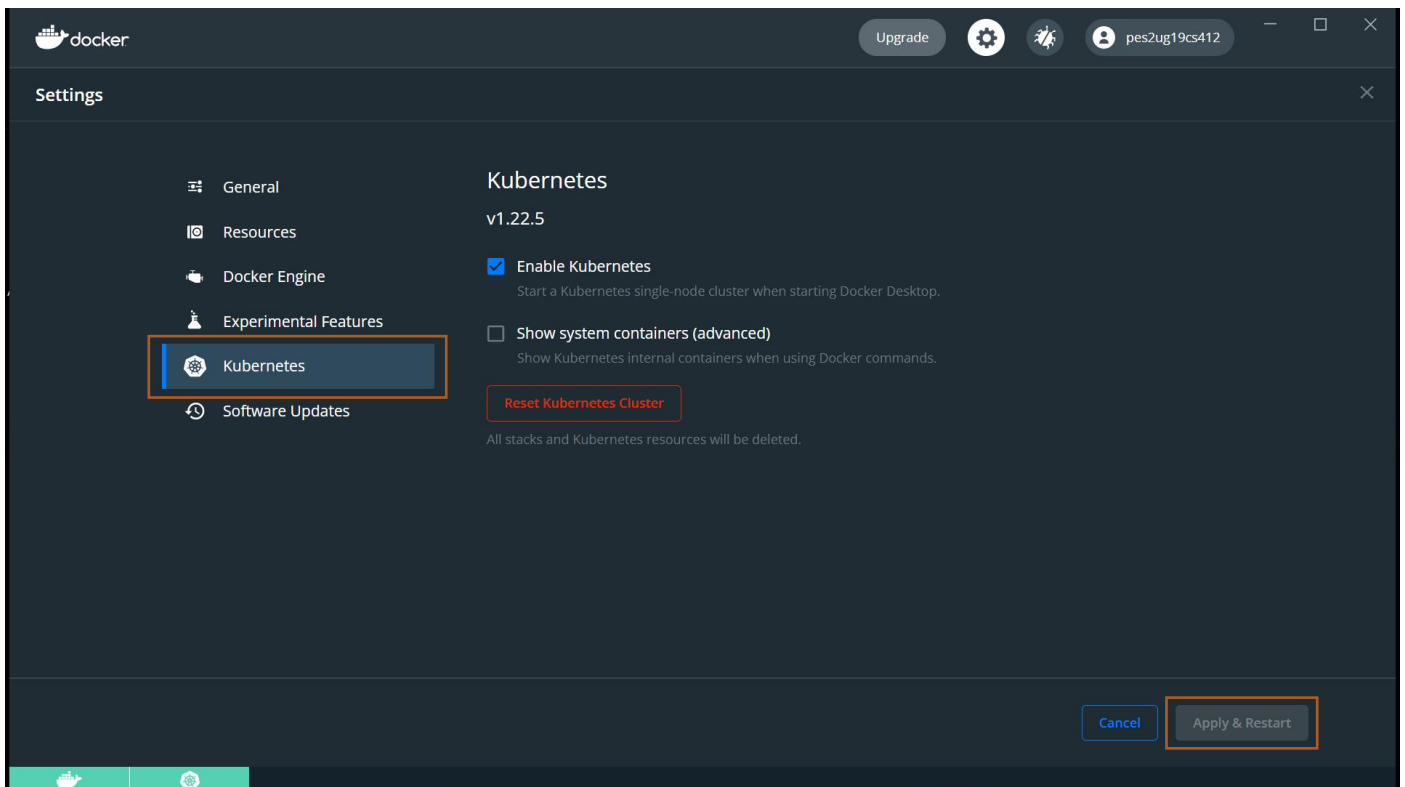 docker
Upgrade
pes2ug19cs412
Settings
General
Resources
Docker Engine
Experimental Features
Kubernetes
Software Updates
Kubernetes
v1.22.5
Enable Kubernetes
Start a Kubernetes single-node cluster when starting Docker Desktop.
Show system containers (advanced)
Show Kubernetes internal containers when using Docker commands.
Reset Kubernetes Cluster
All stacks and Kubernetes resources will be deleted.
Cancel
Apply & Restart